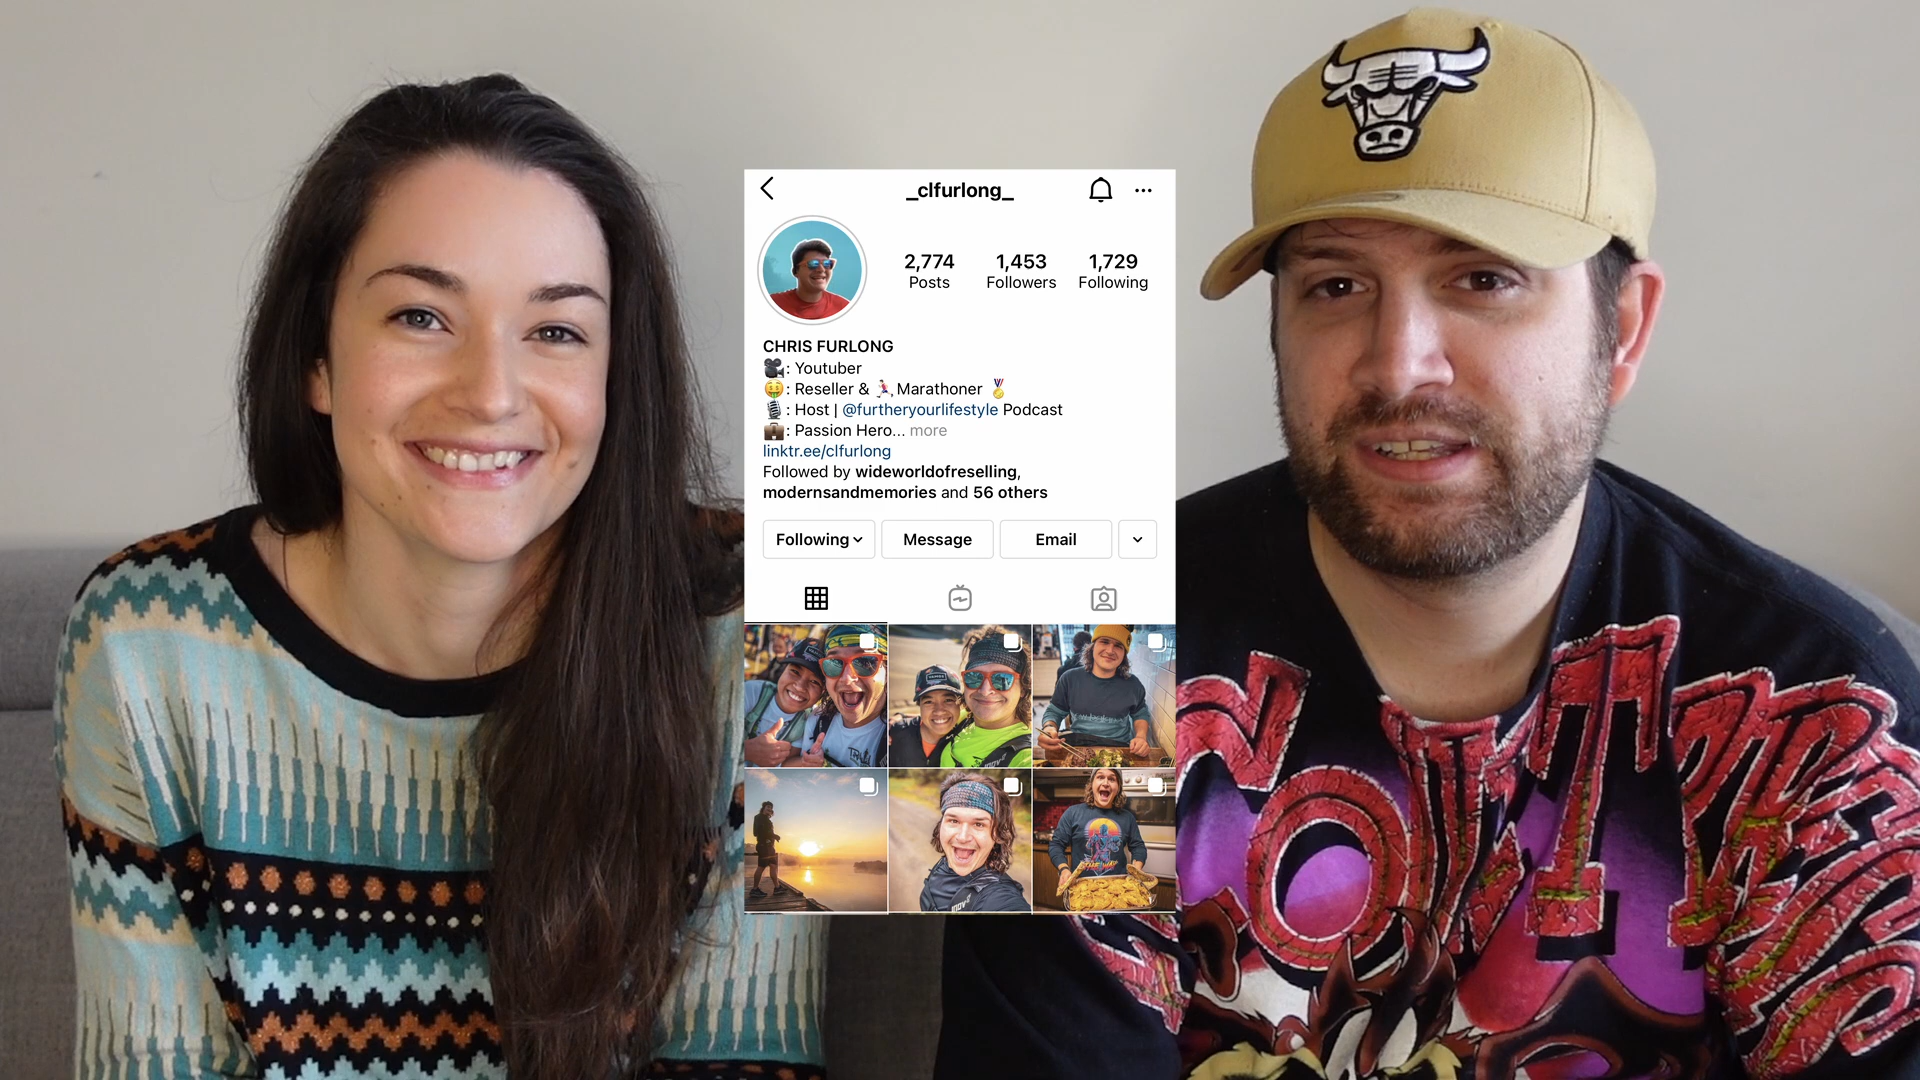 _clfurlong_
2,774
Posts
1,453
Followers
1,729
Following
CHRIS FURLONG
: Youtuber
: Reseller & , Marathoner
: Host | @furtheryourlifestyle Podcast
: Passion Hero... more
linktr.ee/clfurlong
Followed by wideworldofreselling,
modernsandmemories and 56 others
Following
Message
Email